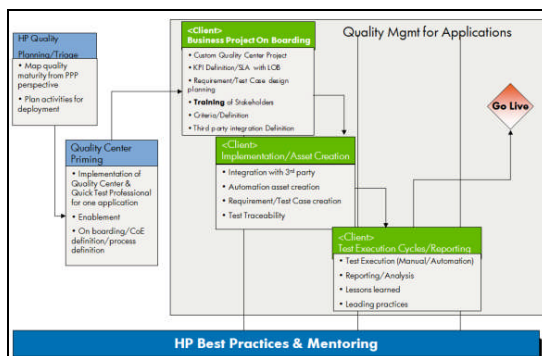 HP Quality
Planning/Triage
• Map quality
maturity from PPP
perspective
• Plan activities for
deployment
Quality Center
Priming
• Implementation of
Quality Center &
Quick Test Professional
for one application
• Enablement
• On boarding/CoE
definition/process
definition
<Client>
Business Project On Boarding
• Custom Quality Center Project
• KPI Definition/SLA with LOB
• Requirement/Test Case design
planning
• Training of Stakeholders
• Criteria/Definition
• Third party integration Definition
Quality Mgmt for Applications
<Client>
Implementation/Asset Creation
• Integration with 3rd party
• Automation asset creation
• Requirement/Test Case creation
• Test Traceability
<Client>
Test Execution Cycles/Reporting
• Test Execution (Manual/Automation)
• Reporting/Analysis
• Lessons learned
• Leading practices
Go Live
HP Best Practices & Mentoring